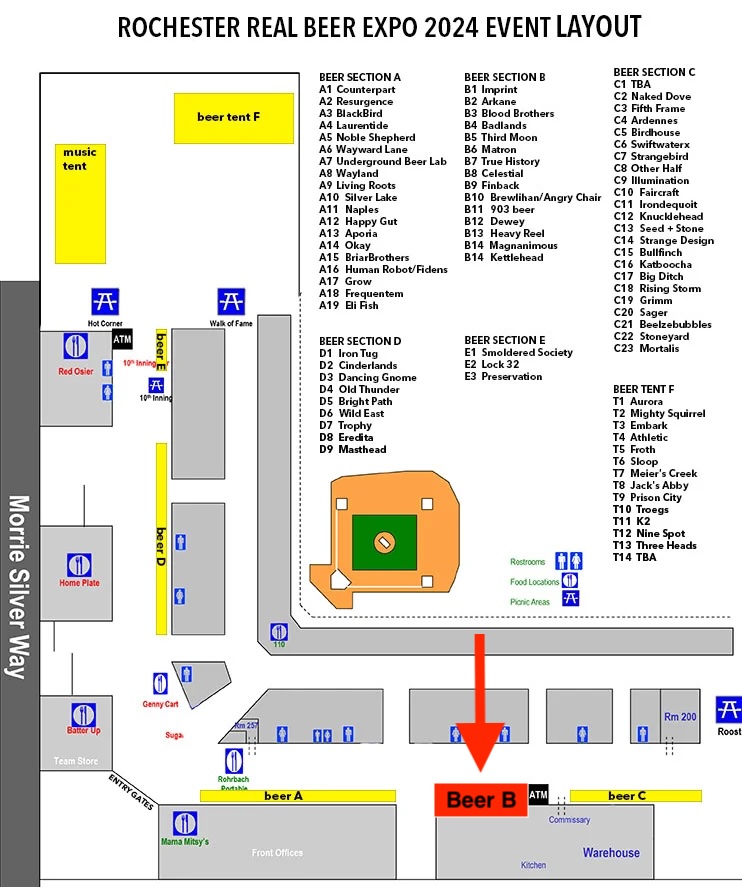 ROCHESTER REAL BEER EXPO 2024 EVENT LAYOUT
BEER SECTION A
A1 Counterpart
A2 Resurgence
A3 BlackBird
A4 Laurentide
A5 Noble Shepherd
A6 Wayward Lane
A7 Underground Beer Lab
A8 Wayland
A9 Living Roots
A10 Silver Lake
A11 Naples
A12 Happy Gut
A13 Aporia
A14 Okay
A15 BriarBrothers
A16 Human Robot/Fidens
A17 Grow
A18 Frequentem
A19 Eli Fish
BEER SECTION B
B1 Imprint
B2 Arkane
B3 Blood Brothers
B4 Badlands
B5 Third Moon
B6 Matron
B7 True History
B8 Celestial
B9 Finback
B10 Brewlihan/Angry Chair
B11 903 beer
B12 Dewey
B13 Heavy Reel
B14 Magnanimous
B14 Kettlehead
BEER SECTION C
C1 TBA
C2 Naked Dove
C3 Fifth Frame
C4 Ardennes
C5 Birdhouse
C6 Swiftwaterx
C7 Strangebird
C8 Other Half
C9 Illumination
C10 Faircraft
C11 Irondequoit
C12 Knucklehead
C13 Seed + Stone
C14 Strange Design
C15 Bullfinch
C16 Katboocha
C17 Big Ditch
C18 Rising Storm
C19 Grimm
C20 Sager
C21 Beelzebubbles
C22 Stoneyard
C23 Mortalis
BEER SECTION D
D1 Iron Tug
D2 Cinderlands
D3 Dancing Gnome
D4 Old Thunder
D5 Bright Path
D6 Wild East
D7 Trophy
D8 Eredita
D9 Masthead
BEER SECTION E
E1 Smoldered Society
E2 Lock 32
E3 Preservation
BEER TENT F
T1 Aurora
T2 Mighty Squirrel
T3 Embark
T4 Athletic
T5 Froth
T6 Sloop
T7 Meier's Creek
T8 Jack's Abby
T9 Prison City
T10 Troegs
T11 K2
T12 Nine Spot
T13 Three Heads
T14 TBA
beer tent F
music
tent
Hot Corner
Walk of Fame
ATM
Red Osier
beer E
10th Inning
10th Inning
beer D
Morrie Silver Way
Home Plate
Restrooms
Food Locations
Picnic Areas
110
Genny Cart
Suga
Batter Up
Team Store
Rm 257
Rohrbach
Portable
Rm 200
Roost
ENTRY GATES
beer A
Beer B
ATM
beer C
Mama Mitsy's
Front Offices
Commissary
Warehouse
Kitchen